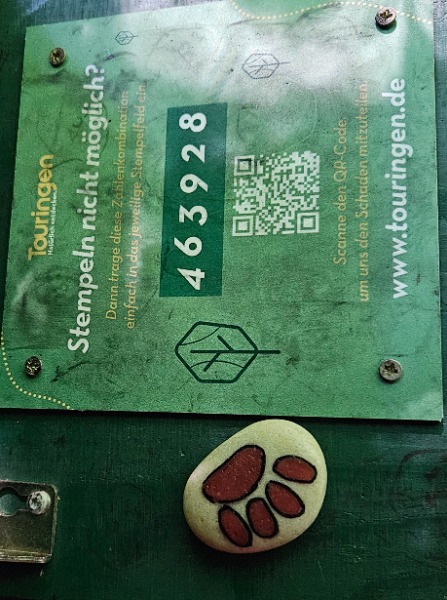 Touringen
Stempeln nicht möglich?
Dann trage diese Zahlenkombination
einfach in das jeweilige Stempelfeld ein.
463928
Scanne den QR-Code,
um uns den Schaden mitzuteilen!
www.touringen.de